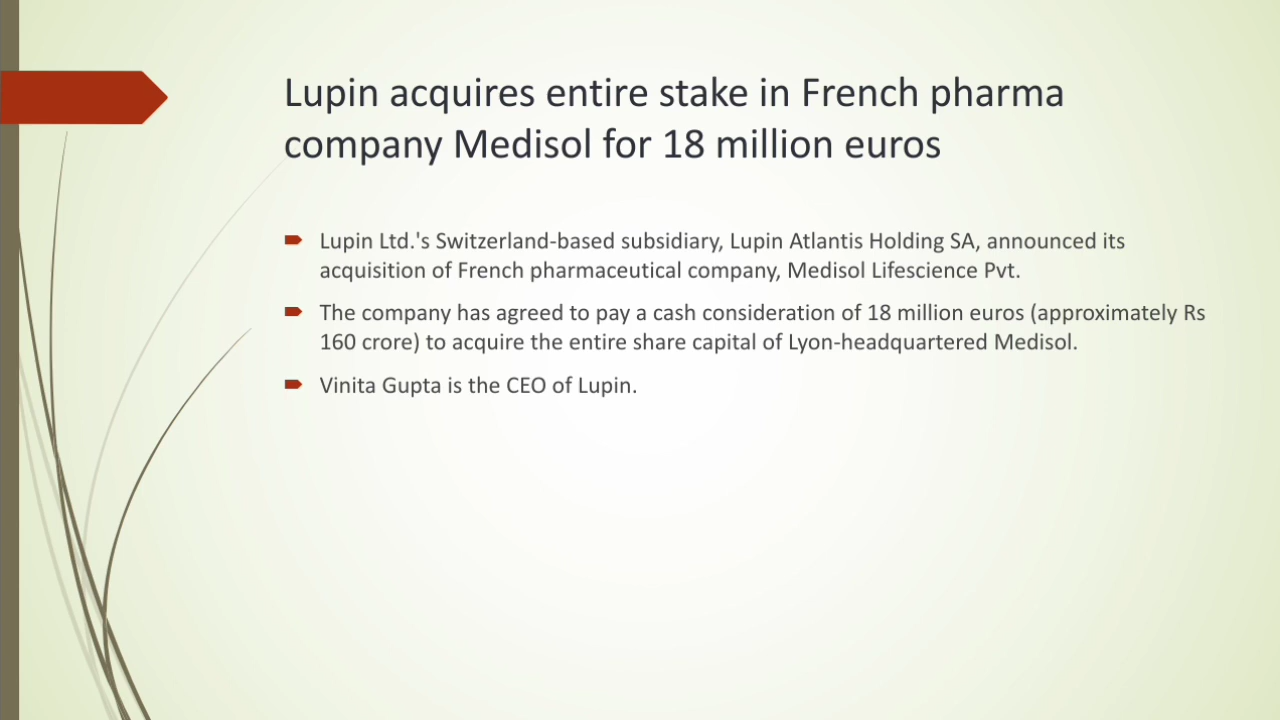 Lupin acquires entire stake in French pharma
company Medisol for 18 million euros
Lupin Ltd.'s Switzerland-based subsidiary, Lupin Atlantis Holding SA, announced its
acquisition of French pharmaceutical company, Medisol Lifescience Pvt.
The company has agreed to pay a cash consideration of 18 million euros (approximately Rs
160 crore) to acquire the entire share capital of Lyon-headquartered Medisol.
Vinita Gupta is the CEO of Lupin.